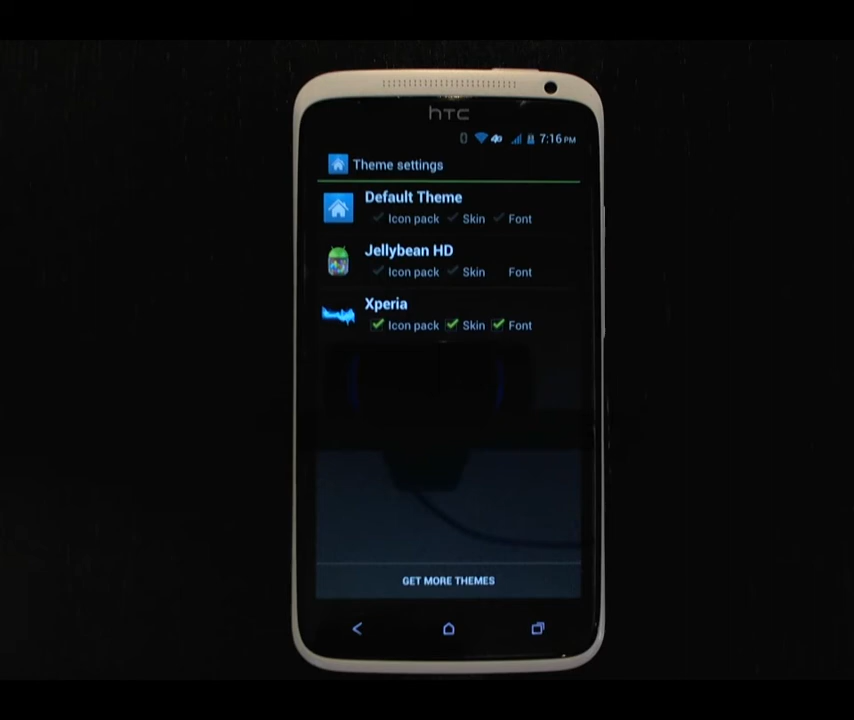 hTC
4G 7:16 PM
Theme settings
Default Theme
Icon pack Skin Font
Jellybean HD
Icon pack Skin Font
Xperia
Icon pack Skin Font
GET MORE THEMES